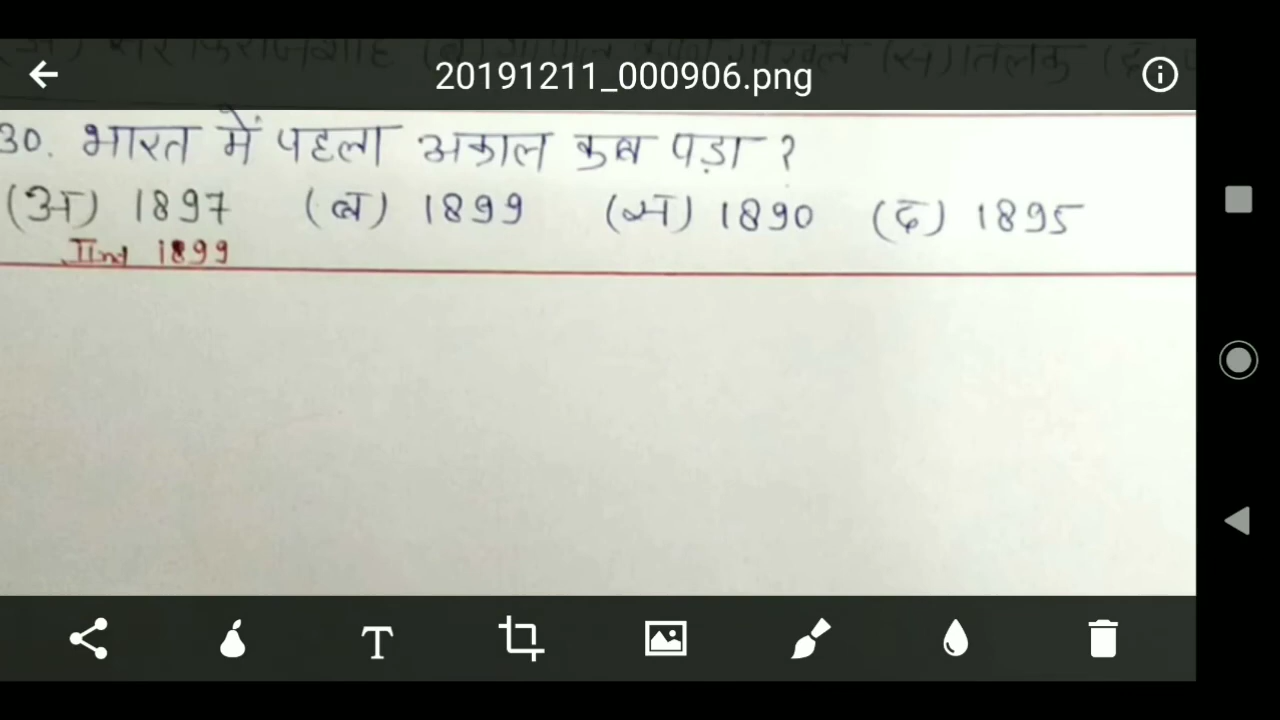 20191211_000906.png
30. भारत में पहला अकाल कब पड़ा ?
(अ) 1897 (ब) 1899 (स) 1890 (द) 1895
IInd 1899